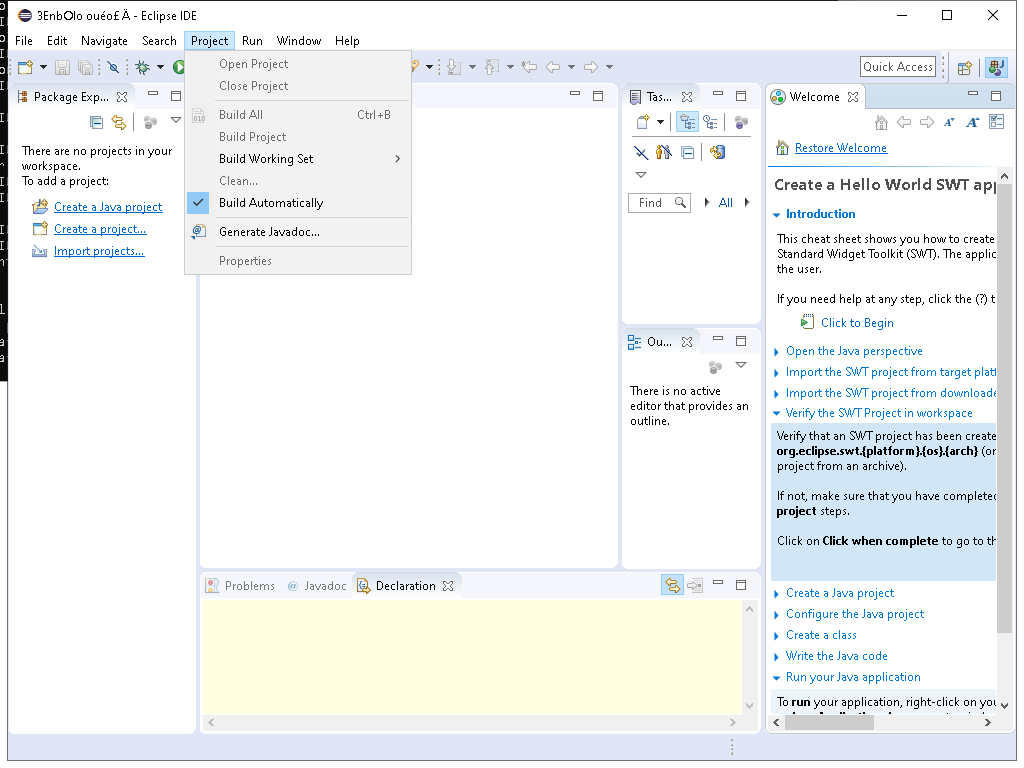 3EnbOlo ouéo£Ä - Eclipse IDE
File Edit Navigate Search Project Run Window Help
Quick Access
Open Project
Close Project
Build All Ctrl+B
Build Project
Build Working Set
Clean...
Build Automatically
Generate Javadoc...
Properties
Package Exp...
There are no projects in your
workspace.
To add a project:
Create a Java project
Create a project...
Import projects...
Tas...
Find All
Ou...
There is no active
editor that provides an
outline.
Problems Javadoc Declaration
Welcome
Restore Welcome
Create a Hello World SWT app
Introduction
This cheat sheet shows you how to create
Standard Widget Toolkit (SWT). The applic
the user.
If you need help at any step, click the (?) t
Click to Begin
Open the Java perspective
Import the SWT project from target platf
Import the SWT project from downloade
Verify the SWT Project in workspace
Verify that an SWT project has been create
org.eclipse.swt.{platform}.{os}.{arch} (or
project from an archive).
If not, make sure that you have completed
project steps.
Click on Click when complete to go to th
Create a Java project
Configure the Java project
Create a class
Write the Java code
Run your Java application
To run your application, right-click on you